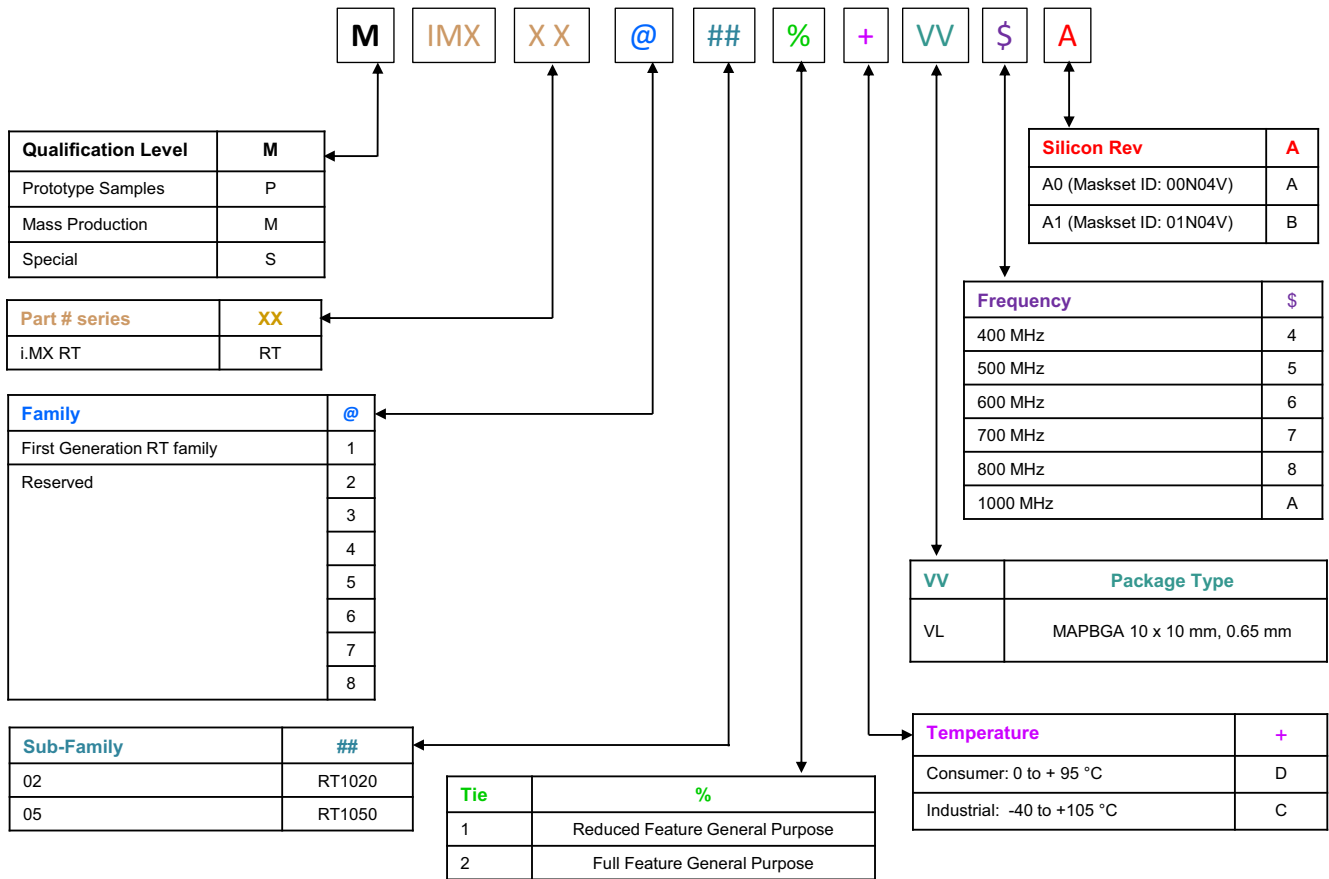 M IMX X X @ ## % + VV $ A
Qualification Level M
Prototype Samples P
Mass Production M
Special S
Part # series XX
i.MX RT RT
Family @
First Generation RT family 1
Reserved 2
3
4
5
6
7
8
Sub-Family ##
02 RT1020
05 RT1050
Tie %
1 Reduced Feature General Purpose
2 Full Feature General Purpose
Silicon Rev A
A0 (Maskset ID: 00N04V) A
A1 (Maskset ID: 01N04V) B
Frequency $
400 MHz 4
500 MHz 5
600 MHz 6
700 MHz 7
800 MHz 8
1000 MHz A
VV Package Type
VL MAPBGA 10 x 10 mm, 0.65 mm
Temperature +
Consumer: 0 to + 95 °C D
Industrial: -40 to +105 °C C